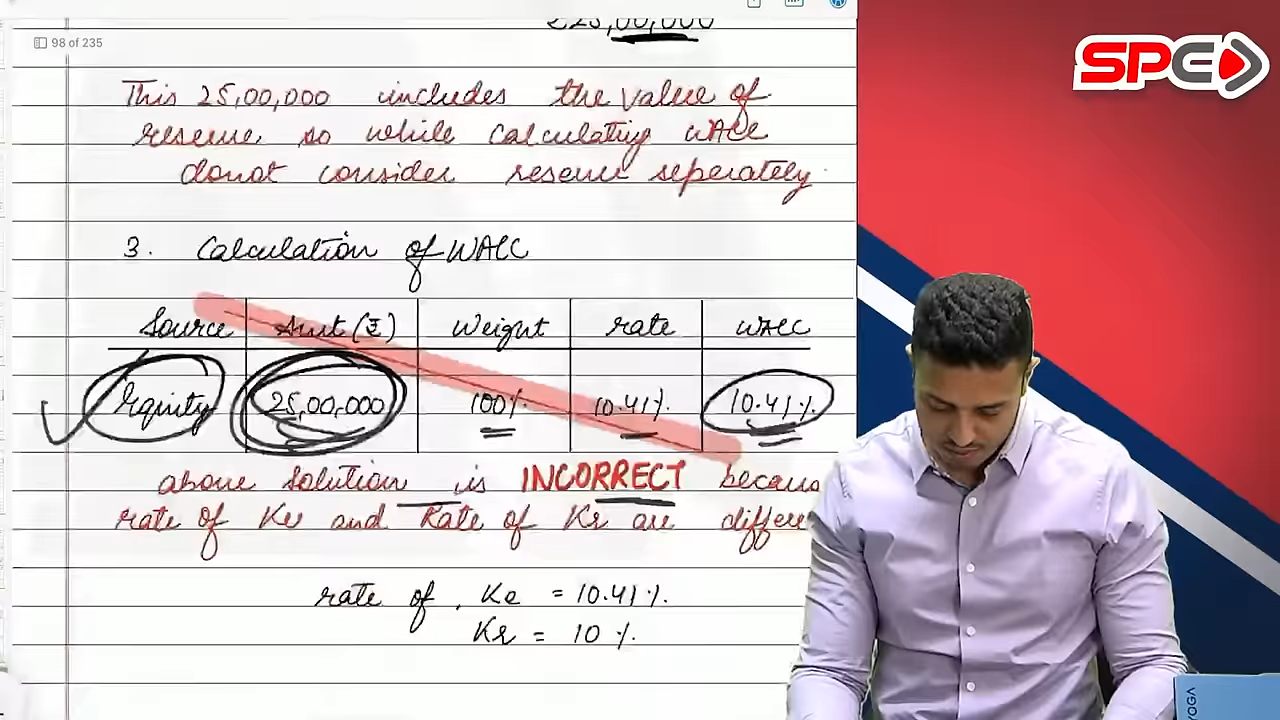 ₹25,00,000
98 of 235
SPC
This 25,00,000 includes the value of
reserve, so while calculating WACC
donot consider reserve seperately.
3. Calculation of WACC
Source Amt (₹) Weight rate WACC
Equity 25,00,000 100% 10.41% 10.41%
above solution is INCORRECT becaus
rate of Ke and Rate of Kr are differe
rate of, Ke = 10.41%.
Kr = 10%.
YOGA